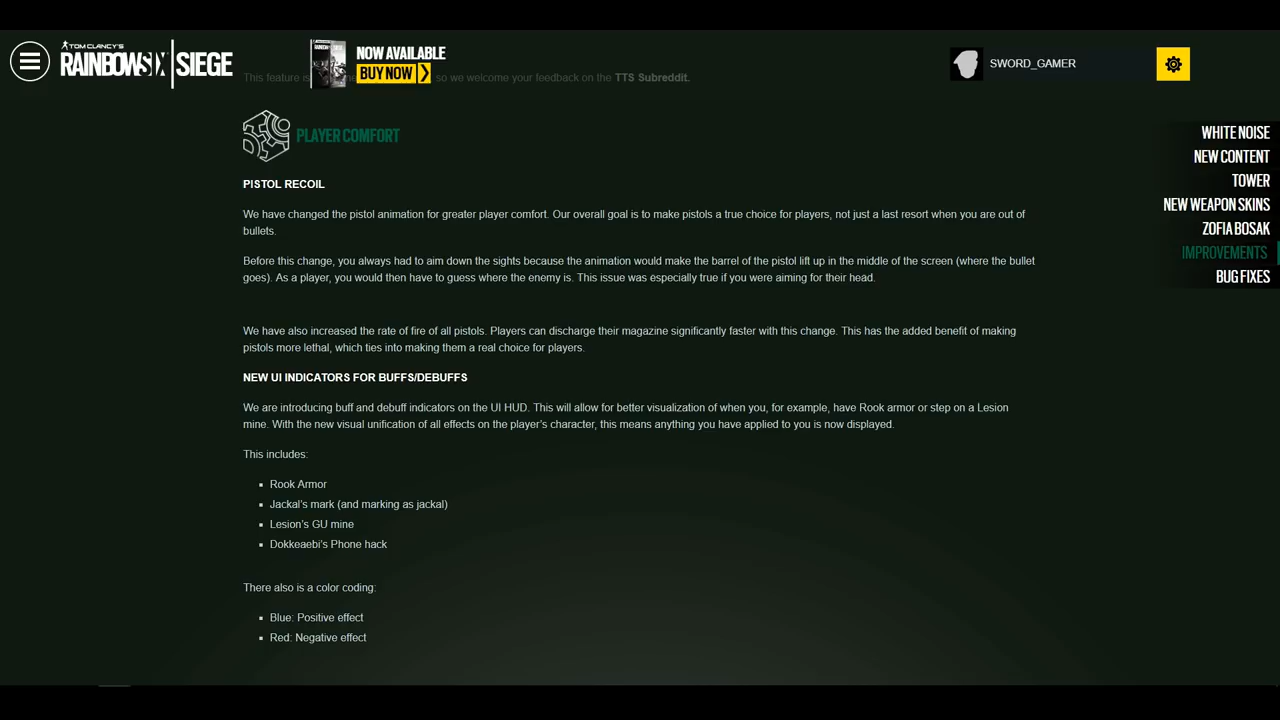 TOM CLANCY'S
RAINBOWSIX | SIEGE
NOW AVAILABLE
BUY NOW
SWORD_GAMER
This feature is so we welcome your feedback on the TTS Subreddit.
PLAYER COMFORT
PISTOL RECOIL
We have changed the pistol animation for greater player comfort. Our overall goal is to make pistols a true choice for players, not just a last resort when you are out of
bullets.
Before this change, you always had to aim down the sights because the animation would make the barrel of the pistol lift up in the middle of the screen (where the bullet
goes). As a player, you would then have to guess where the enemy is. This issue was especially true if you were aiming for their head.
We have also increased the rate of fire of all pistols. Players can discharge their magazine significantly faster with this change. This has the added benefit of making
pistols more lethal, which ties into making them a real choice for players.
NEW UI INDICATORS FOR BUFFS/DEBUFFS
We are introducing buff and debuff indicators on the UI HUD. This will allow for better visualization of when you, for example, have Rook armor or step on a Lesion
mine. With the new visual unification of all effects on the player's character, this means anything you have applied to you is now displayed.
This includes:
Rook Armor
Jackal's mark (and marking as jackal)
Lesion's GU mine
Dokkeaebi's Phone hack
There also is a color coding:
Blue: Positive effect
Red: Negative effect
WHITE NOISE
NEW CONTENT
TOWER
NEW WEAPON SKINS
ZOFIA BOSAK
IMPROVEMENTS
BUG FIXES